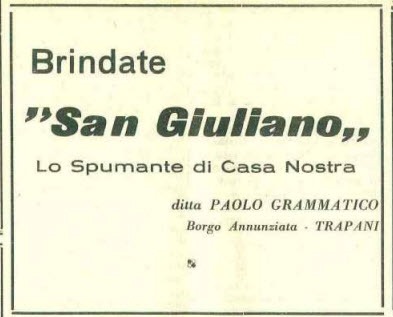 Brindate
"San Giuliano„
Lo Spumante di Casa Nostra
ditta PAOLO GRAMMATICO
Borgo Annunziata - TRAPANI